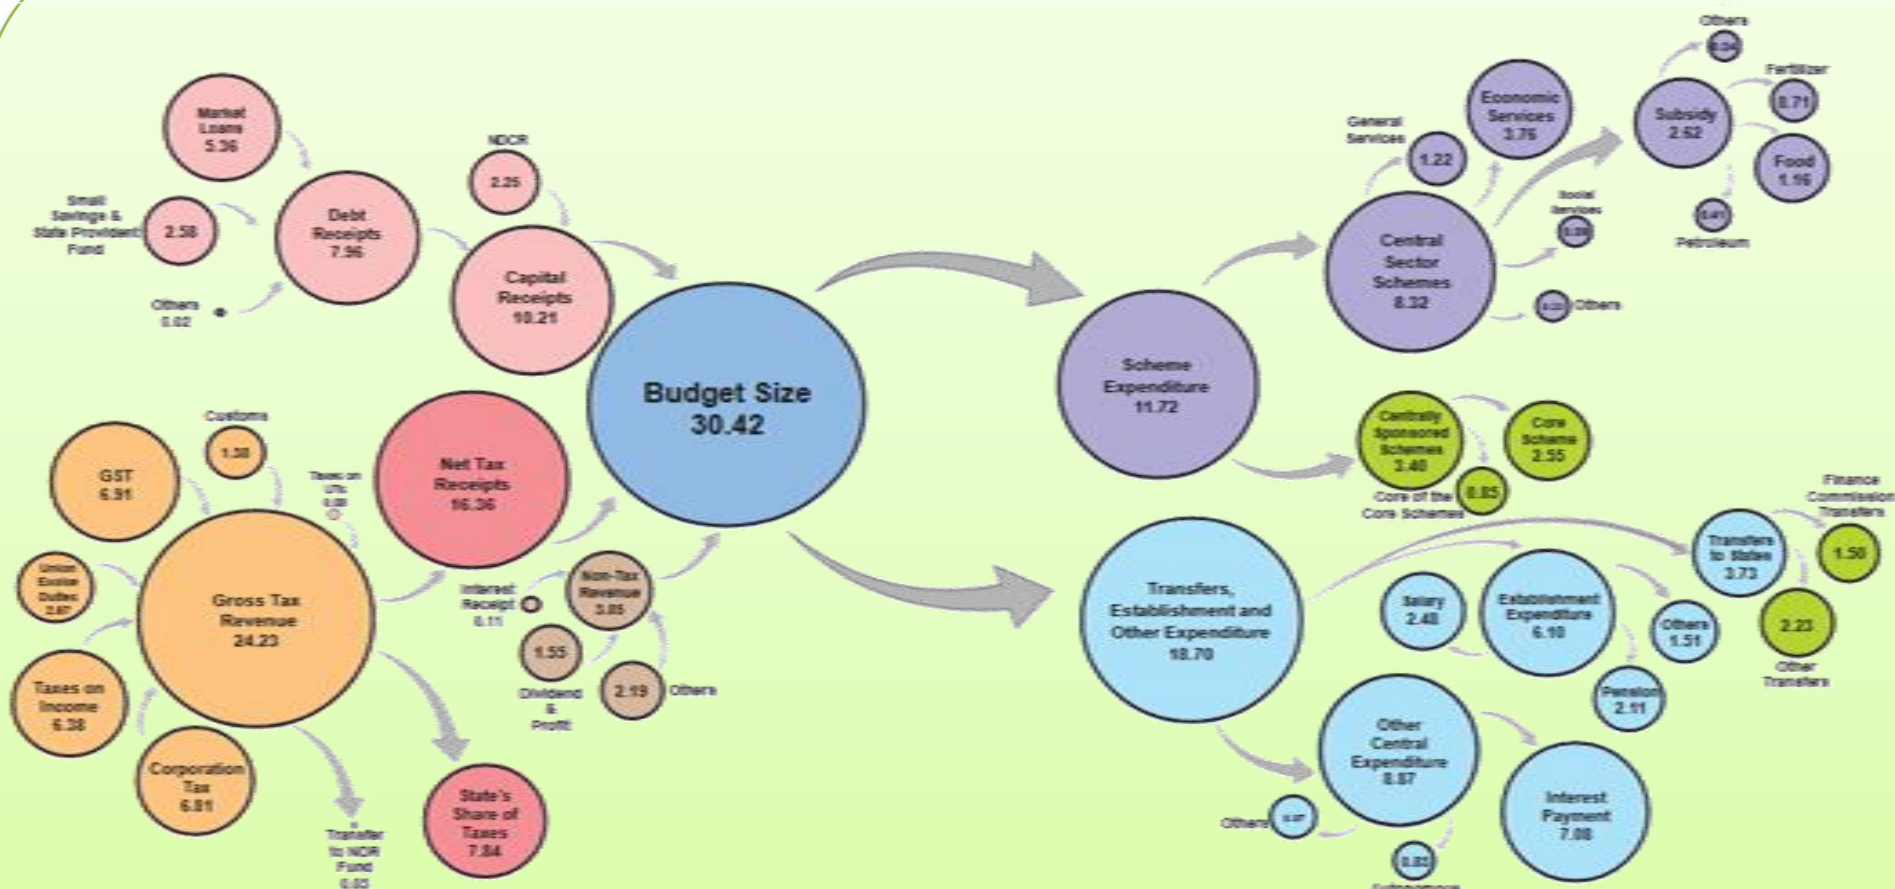 Market
Loans
5.36
Small
Savings &
State Provident
Fund
2.58
Others
0.02
Debt
Receipts
7.96
NDCR
2.25
Capital
Receipts
10.21
Budget Size
30.42
GST
6.91
Customs
Taxes on
UTs
Union
Excise
Duties
Taxes on
Income
6.38
Corporation
Tax
6.81
Gross Tax
Revenue
24.23
Net Tax
Receipts
16.36
Interest
Receipt
0.11
Non-Tax
Revenue
3.85
1.55
Dividend
&
Profit
2.19
Others
State's
Share of
Taxes
7.84
Transfer
to NDR
Fund
Scheme
Expenditure
11.72
Central
Sector
Schemes
8.32
General
Services
1.22
Economic
Services
3.76
Subsidy
2.62
Others
Fertilizer
0.71
Food
1.16
Petroleum
Social
Services
Others
Centrally
Sponsored
Schemes
3.40
Core
Scheme
2.55
0.85
Core of the
Core Schemes
Transfers,
Establishment and
Other Expenditure
18.70
Transfers
to States
3.73
Finance
Commission
Transfers
1.50
2.23
Other
Transfers
Establishment
Expenditure
6.10
Salary
2.48
Others
1.51
Pension
2.11
Other
Central
Expenditure
8.87
Interest
Payment
7.08
Others